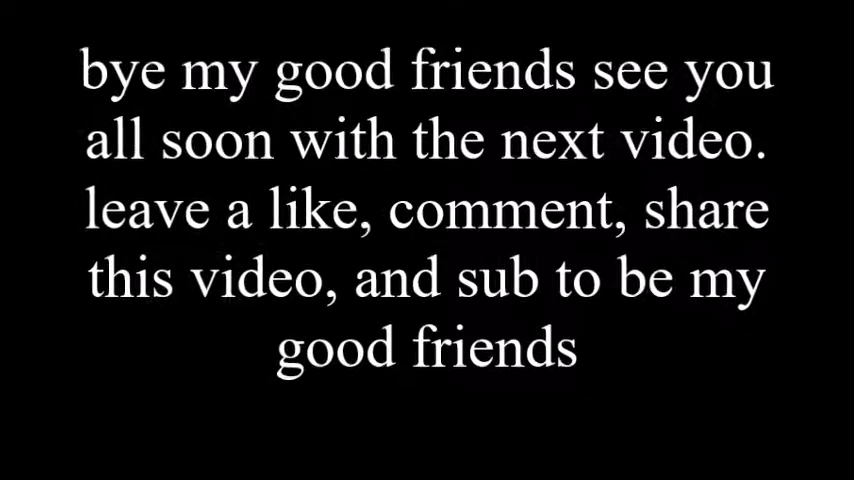 bye my good friends see you
all soon with the next video.
leave a like, comment, share
this video, and sub to be my
good friends